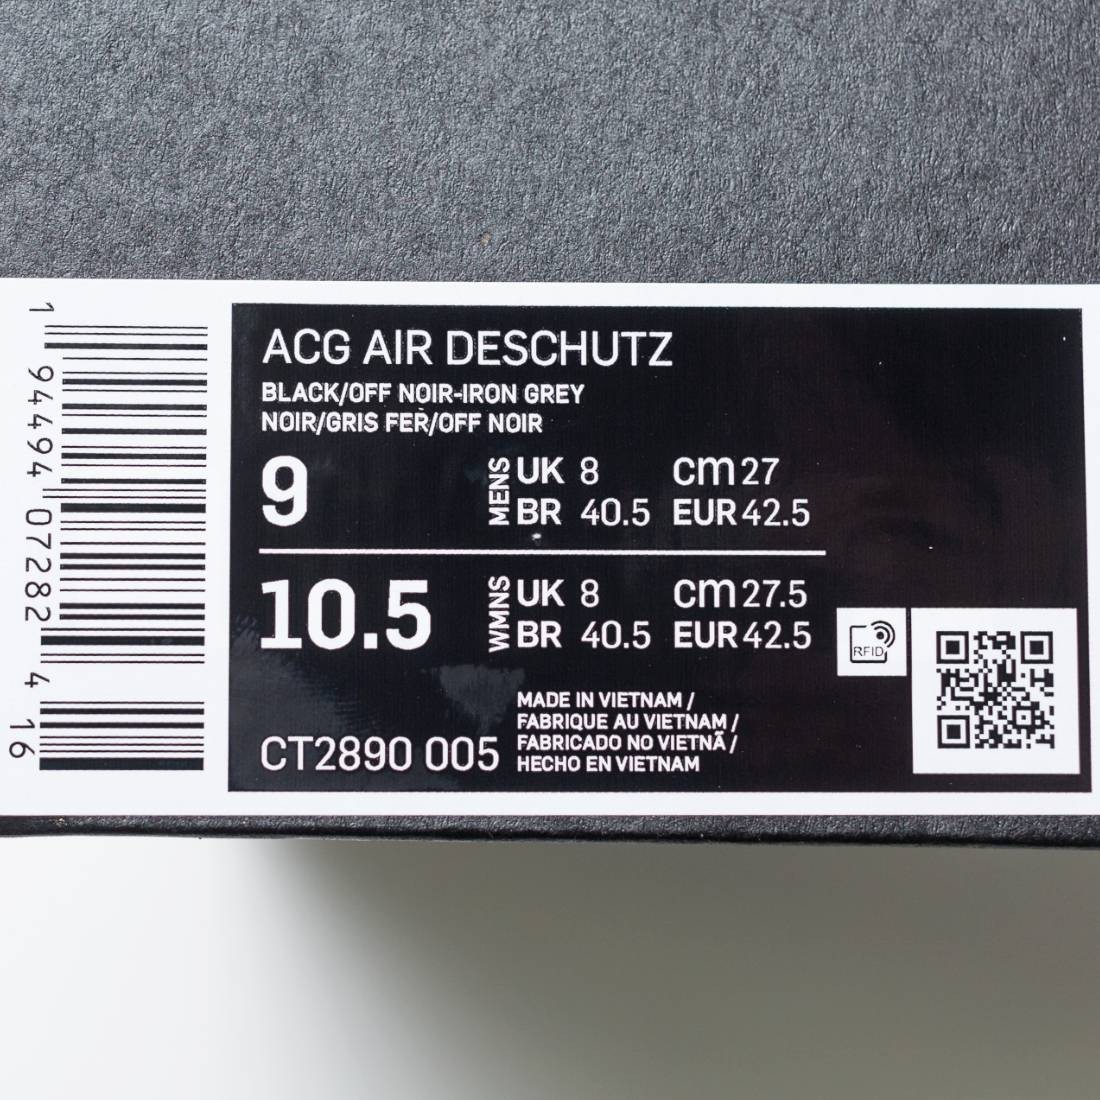 ACG AIR DESCHUTZ
BLACK/OFF NOIR-IRON GREY
NOIR/GRIS FER/OFF NOIR
9 MENS UK 8 cm 27
BR 40.5 EUR 42.5
10.5 WMNS UK 8 cm 27.5
BR 40.5 EUR 42.5
MADE IN VIETNAM /
FABRIQUE AU VIETNAM /
FABRICADO NO VIETNÃ /
HECHO EN VIETNAM
CT2890 005
RFID
1 94494 07282 4 16